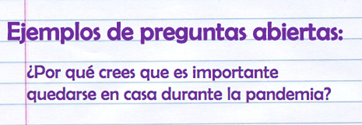 Ejemplos de preguntas abiertas:
¿Por qué crees que es importante
quedarse en casa durante la pandemia?